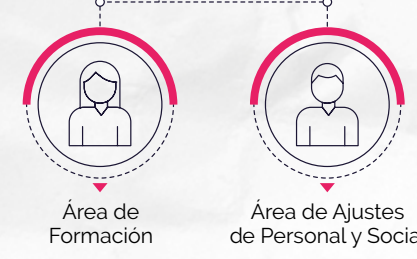 Área de
Formación
Área de Ajustes
de Personal y Socia